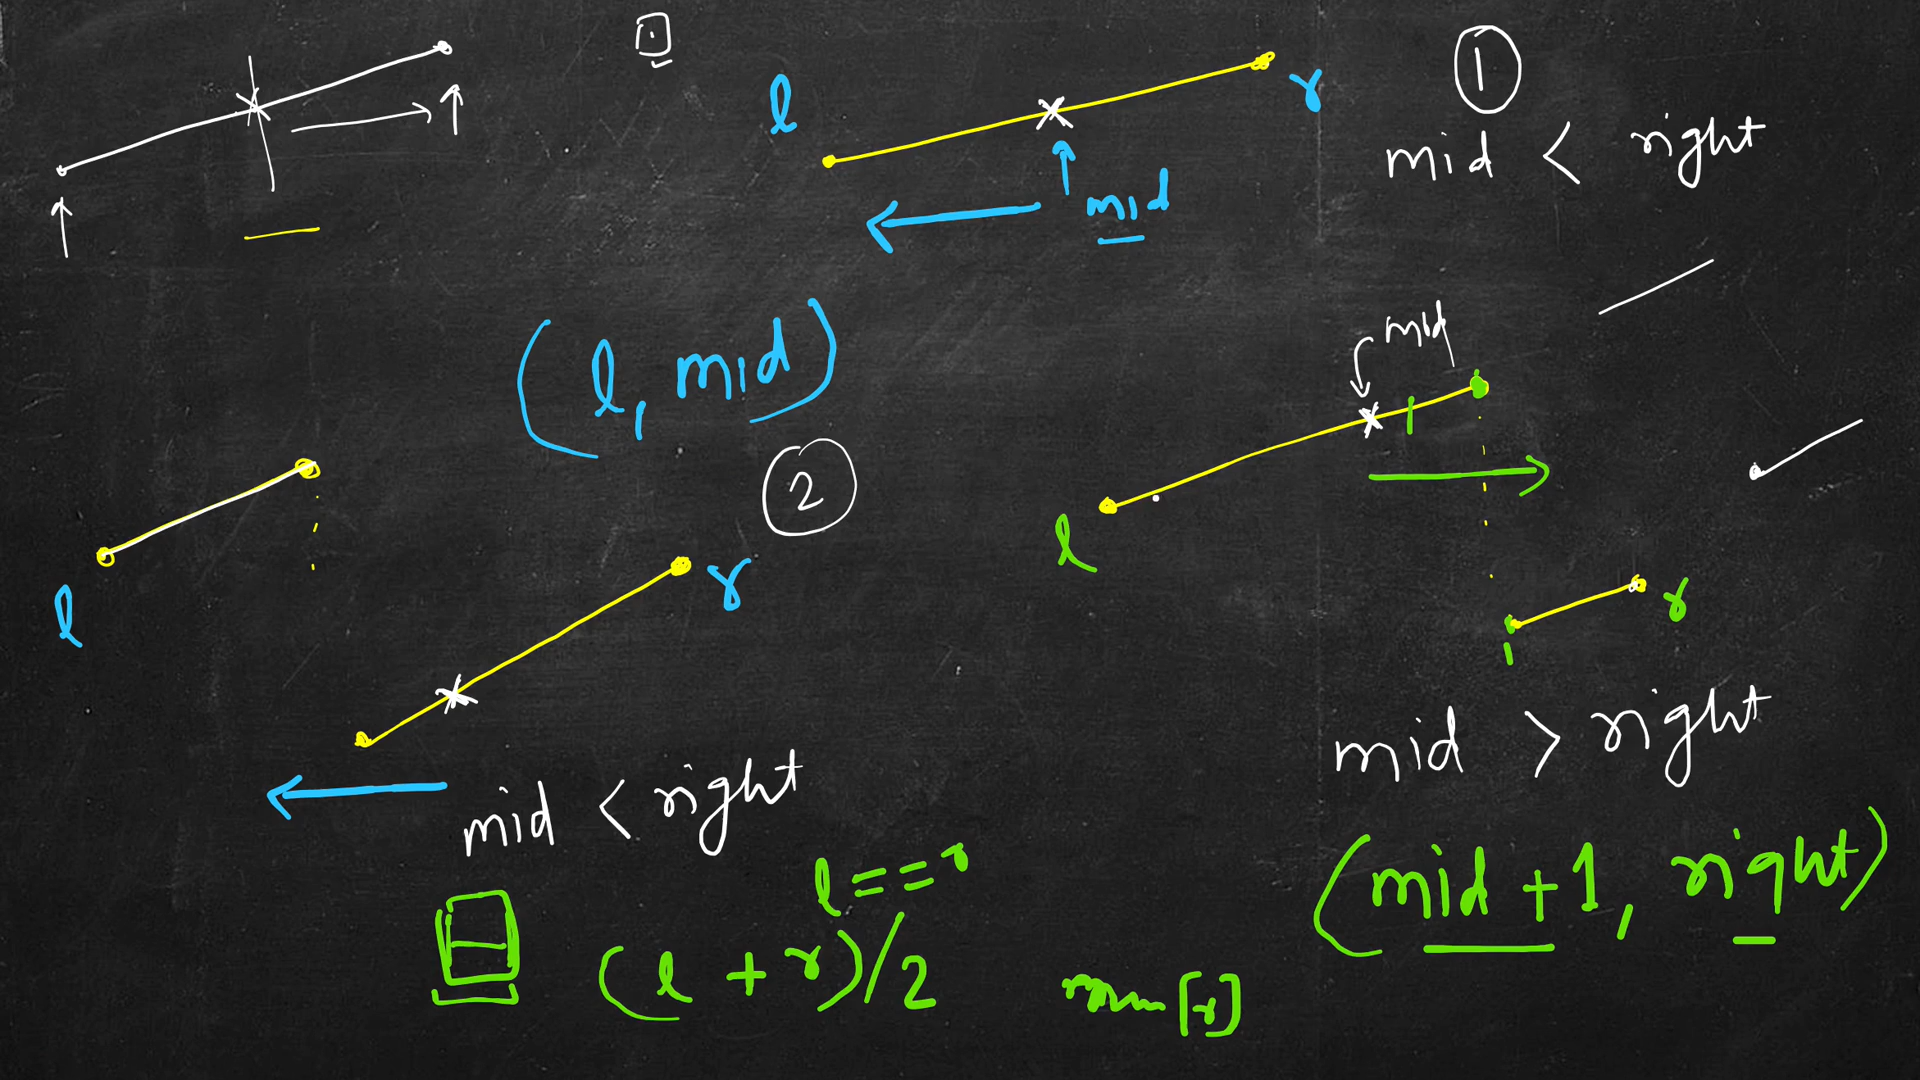 l
r
1
mid < right
mid
(l, mid)
mid
2
l
r
l
r
mid < right
mid > right
l == r
(mid + 1, right)
(l + r)/2
[r]